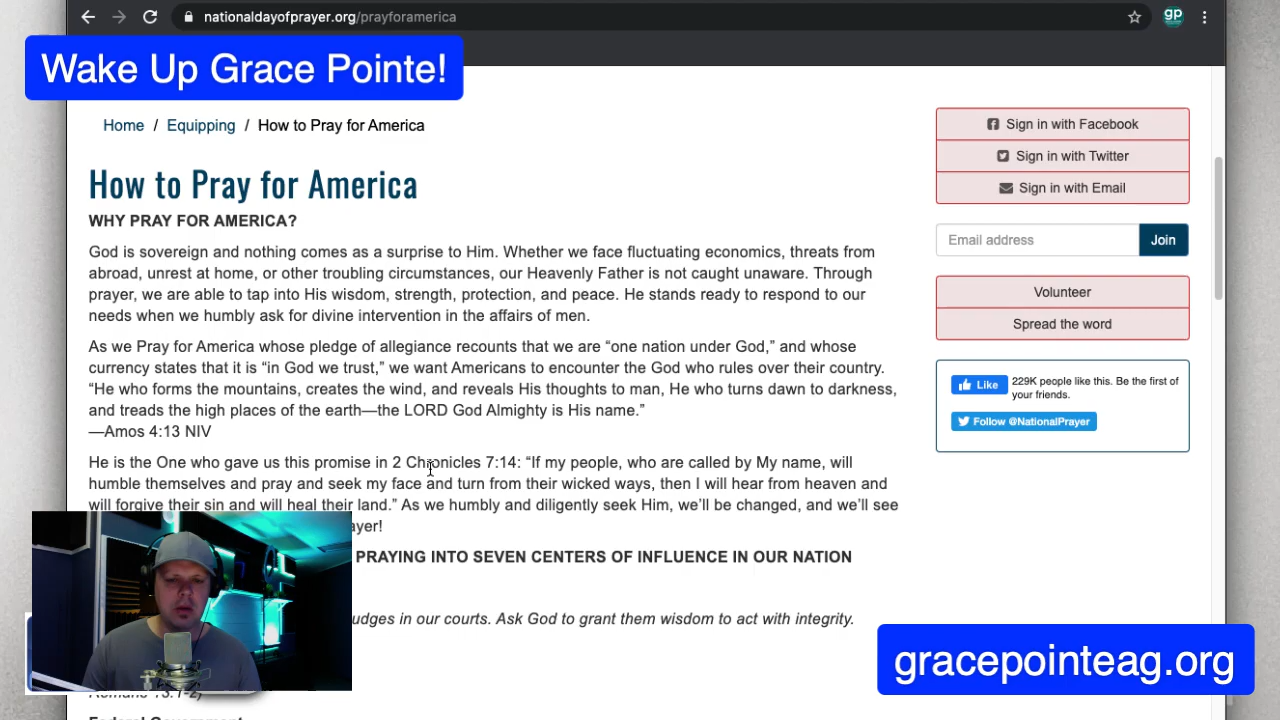 nationaldayofprayer.org/prayforamerica
gp
Wake Up Grace Pointe!
Home / Equipping / How to Pray for America
How to Pray for America
WHY PRAY FOR AMERICA?
God is sovereign and nothing comes as a surprise to Him. Whether we face fluctuating economics, threats from
abroad, unrest at home, or other troubling circumstances, our Heavenly Father is not caught unaware. Through
prayer, we are able to tap into His wisdom, strength, protection, and peace. He stands ready to respond to our
needs when we humbly ask for divine intervention in the affairs of men.
As we Pray for America whose pledge of allegiance recounts that we are “one nation under God,” and whose
currency states that it is “in God we trust,” we want Americans to encounter the God who rules over their country.
“He who forms the mountains, creates the wind, and reveals His thoughts to man, He who turns dawn to darkness,
and treads the high places of the earth—the LORD God Almighty is His name.”
—Amos 4:13 NIV
He is the One who gave us this promise in 2 Chronicles 7:14: “If my people, who are called by My name, will
humble themselves and pray and seek my face and turn from their wicked ways, then I will hear from heaven and
will forgive their sin and will heal their land.” As we humbly and diligently seek Him, we’ll be changed, and we’ll see
ayer!
PRAYING INTO SEVEN CENTERS OF INFLUENCE IN OUR NATION
udges in our courts. Ask God to grant them wisdom to act with integrity.
Sign in with Facebook
Sign in with Twitter
Sign in with Email
Email address
Join
Volunteer
Spread the word
Like
229K people like this. Be the first of
your friends.
Follow @NationalPrayer
gracepointeag.org